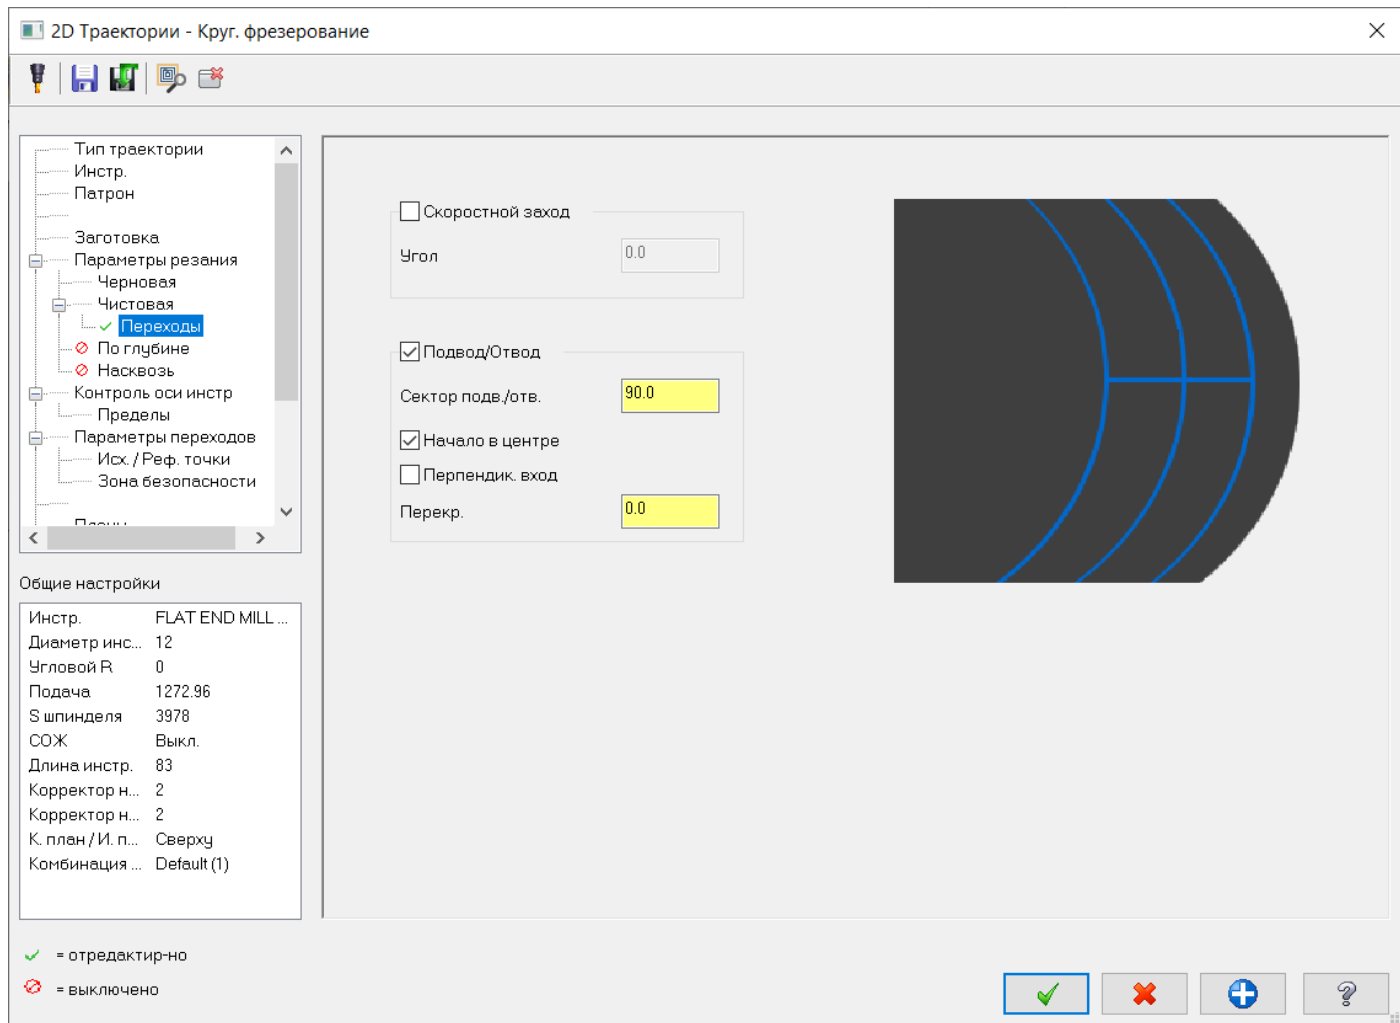 2D Траектории - Круг. фрезерование
Тип траектории
Инстр.
Патрон
Заготовка
Параметры резания
Черновая
Чистовая
Переходы
По глубине
Насквозь
Контроль оси инстр
Пределы
Параметры переходов
Исх. / Реф. точки
Зона безопасности
Общие настройки
Инстр. FLAT END MILL ...
Диаметр инс... 12
Угловой R 0
Подача 1272.96
S шпинделя 3978
СОЖ Выкл.
Длина инстр. 83
Корректор н... 2
Корректор н... 2
К. план / И. п... Сверху
Комбинация ... Default (1)
= отредактир-но
= выключено
Скоростной заход
Угол 0.0
Подвод/Отвод
Сектор подв./отв. 90.0
Начало в центре
Перпендик. вход
Перекр. 0.0